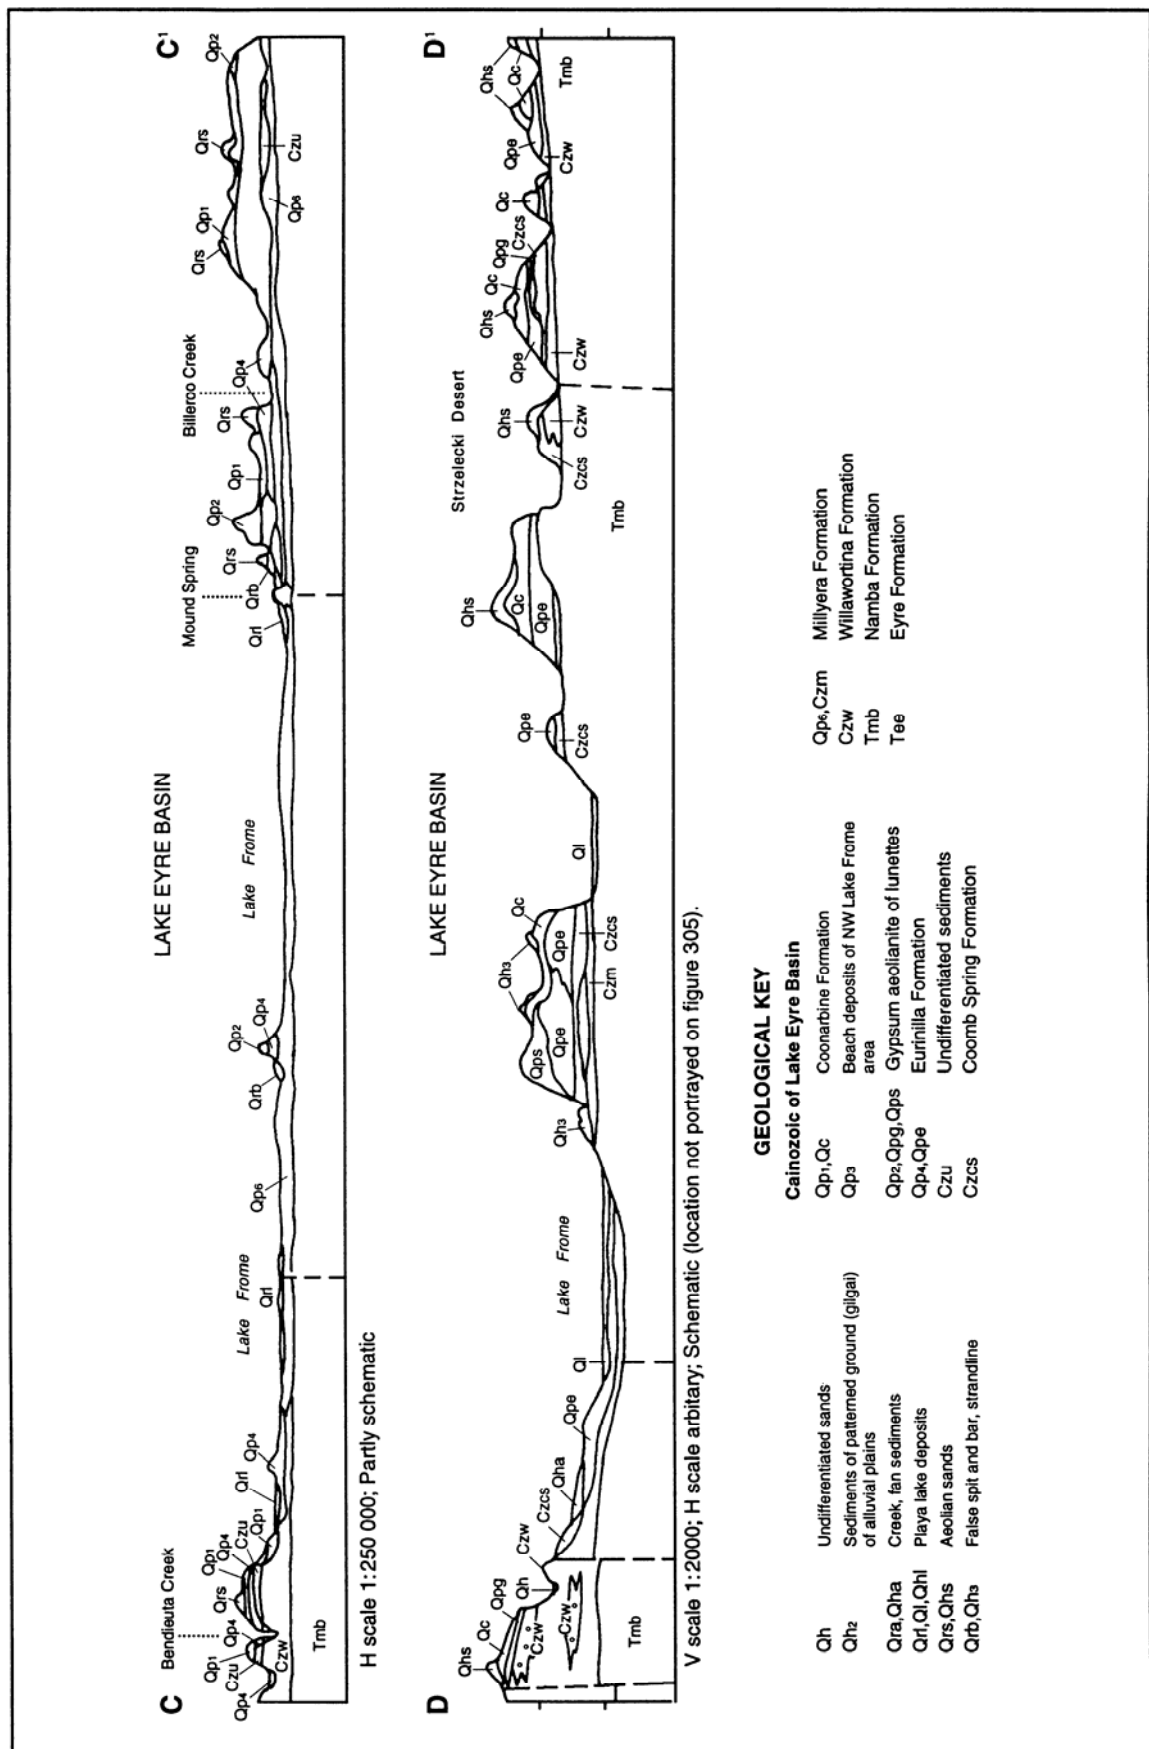 LAKE EYRE BASIN
C
C1
Bendieuta Creek
Mound Spring
Billeroo Creek
Lake Frome
Lake Frome
Qp4
Czu
Qp1
Qp4
Czw
Qrs
Qp1
Qp4
Czu
Qp1
Qrl
Qp4
Qrl
Qp6
Qrb
Qp2
Qp4
Qrl
Qrb
Qrs
Qp2
Qp1
Qrs
Qp4
Qrs
Qp1
Qp6
Czu
Qrs
Qp2
Tmb
H scale 1:250 000; Partly schematic
LAKE EYRE BASIN
D
D1
Strzelecki Desert
Lake Frome
Qhs
Qc
Qpg
Czw
Czw
Qh
Czw
Czcs
Qha
Qpe
Ql
Tmb
Qh3
Qps
Qpe
Qh3
Qc
Qpe
Czm
Czcs
Ql
Qpe
Czcs
Qhs
Qc
Qpe
Tmb
Qhs
Czcs
Czw
Qhs
Qc
Qpg
Czcs
Qpe
Czw
Qc
Qpe
Czw
Qhs
Qc
Tmb
V scale 1:2000; H scale arbitary; Schematic (location not portrayed on figure 305).
GEOLOGICAL KEY
Cainozoic of Lake Eyre Basin
Qh Undifferentiated sands
Qh2 Sediments of patterned ground (gilgai)
of alluvial plains
Qra,Qha Creek, fan sediments
Qrl,Ql,Qhl Playa lake deposits
Qrs,Qhs Aeolian sands
Qrb,Qh3 False spit and bar, strandline
Qp1,Qc Coonarbine Formation
Qp3 Beach deposits of NW Lake Frome
area
Qp2,Qpg,Qps Gypsum aeolianite of lunettes
Qp4,Qpe Eurinilla Formation
Czu Undifferentiated sediments
Czcs Coomb Spring Formation
Qp6,Czm Millyera Formation
Czw Willawortina Formation
Tmb Namba Formation
Tee Eyre Formation